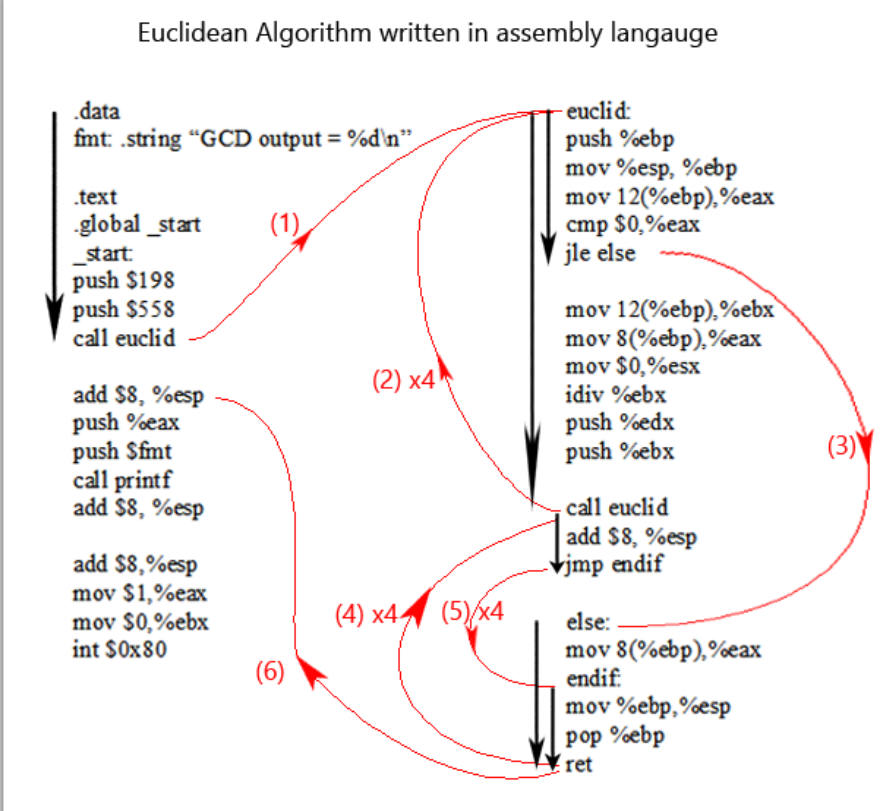 Euclidean Algorithm written in assembly langauge
.data
fmt: .string “GCD output = %d\n”
.text
.global _start
_start:
push $198
push $558
call euclid
add $8, %esp
push %eax
push $fmt
call printf
add $8, %esp
add $8,%esp
mov $1,%eax
mov $0,%ebx
int $0x80
(1)
(2) x4
(6)
(4) x4
(5) x4
euclid:
push %ebp
mov %esp, %ebp
mov 12(%ebp),%eax
cmp $0,%eax
jle else
mov 12(%ebp),%ebx
mov 8(%ebp),%eax
mov $0,%esx
idiv %ebx
push %edx
push %ebx
call euclid
add $8, %esp
jmp endif
else:
mov 8(%ebp),%eax
endif:
mov %ebp,%esp
pop %ebp
ret
(3)